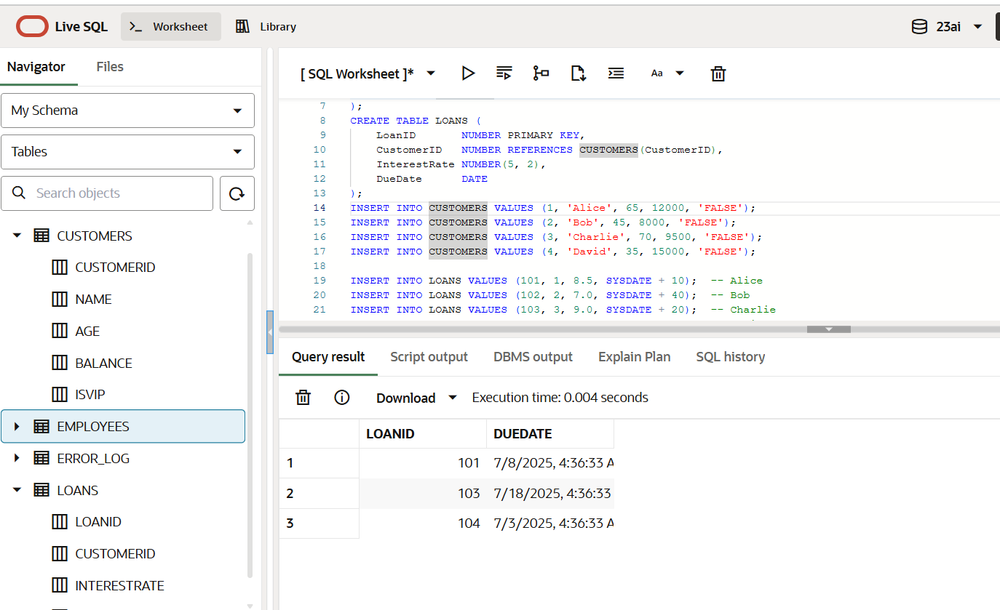 Live SQL
Worksheet
Library
23ai
Navigator
Files
My Schema
Tables
Search objects
CUSTOMERS
CUSTOMERID
NAME
AGE
BALANCE
ISVIP
EMPLOYEES
ERROR_LOG
LOANS
LOANID
CUSTOMERID
INTERESTRATE
[ SQL Worksheet ]*
Aa
7 );
8 CREATE TABLE LOANS (
9 LoanID NUMBER PRIMARY KEY,
10 CustomerID NUMBER REFERENCES CUSTOMERS(CustomerID),
11 InterestRate NUMBER(5, 2),
12 DueDate DATE
13 );
14 INSERT INTO CUSTOMERS VALUES (1, 'Alice', 65, 12000, 'FALSE');
15 INSERT INTO CUSTOMERS VALUES (2, 'Bob', 45, 8000, 'FALSE');
16 INSERT INTO CUSTOMERS VALUES (3, 'Charlie', 70, 9500, 'FALSE');
17 INSERT INTO CUSTOMERS VALUES (4, 'David', 35, 15000, 'FALSE');
18
19 INSERT INTO LOANS VALUES (101, 1, 8.5, SYSDATE + 10); -- Alice
20 INSERT INTO LOANS VALUES (102, 2, 7.0, SYSDATE + 40); -- Bob
21 INSERT INTO LOANS VALUES (103, 3, 9.0, SYSDATE + 20); -- Charlie
Query result
Script output
DBMS output
Explain Plan
SQL history
Download
Execution time: 0.004 seconds
LOANID DUEDATE
1 101 7/8/2025, 4:36:33 A
2 103 7/18/2025, 4:36:33
3 104 7/3/2025, 4:36:33 A